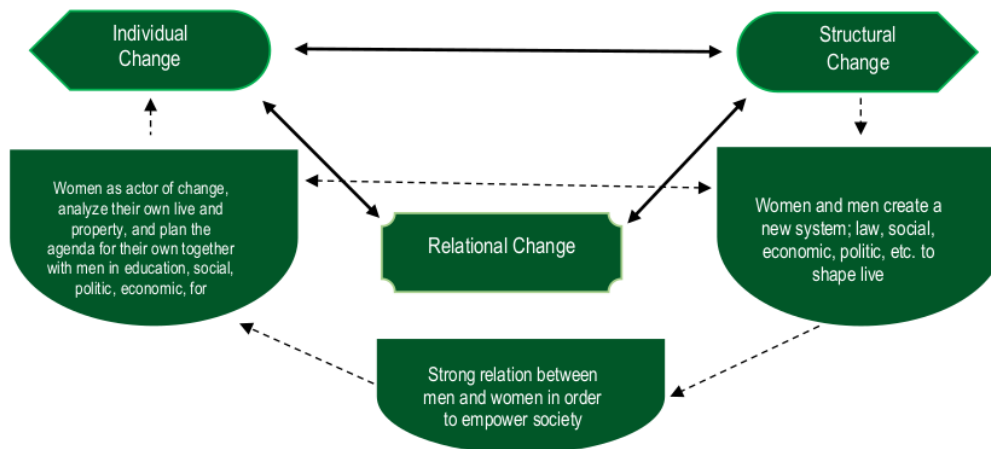 Individual
Change
Structural
Change
Women as actor of change,
analyze their own live and
property, and plan the
agenda for their own together
with men in education, social,
politic, economic, for
Relational Change
Women and men create a
new system; law, social,
economic, politic, etc. to
shape live
Strong relation between
men and women in order
to empower society